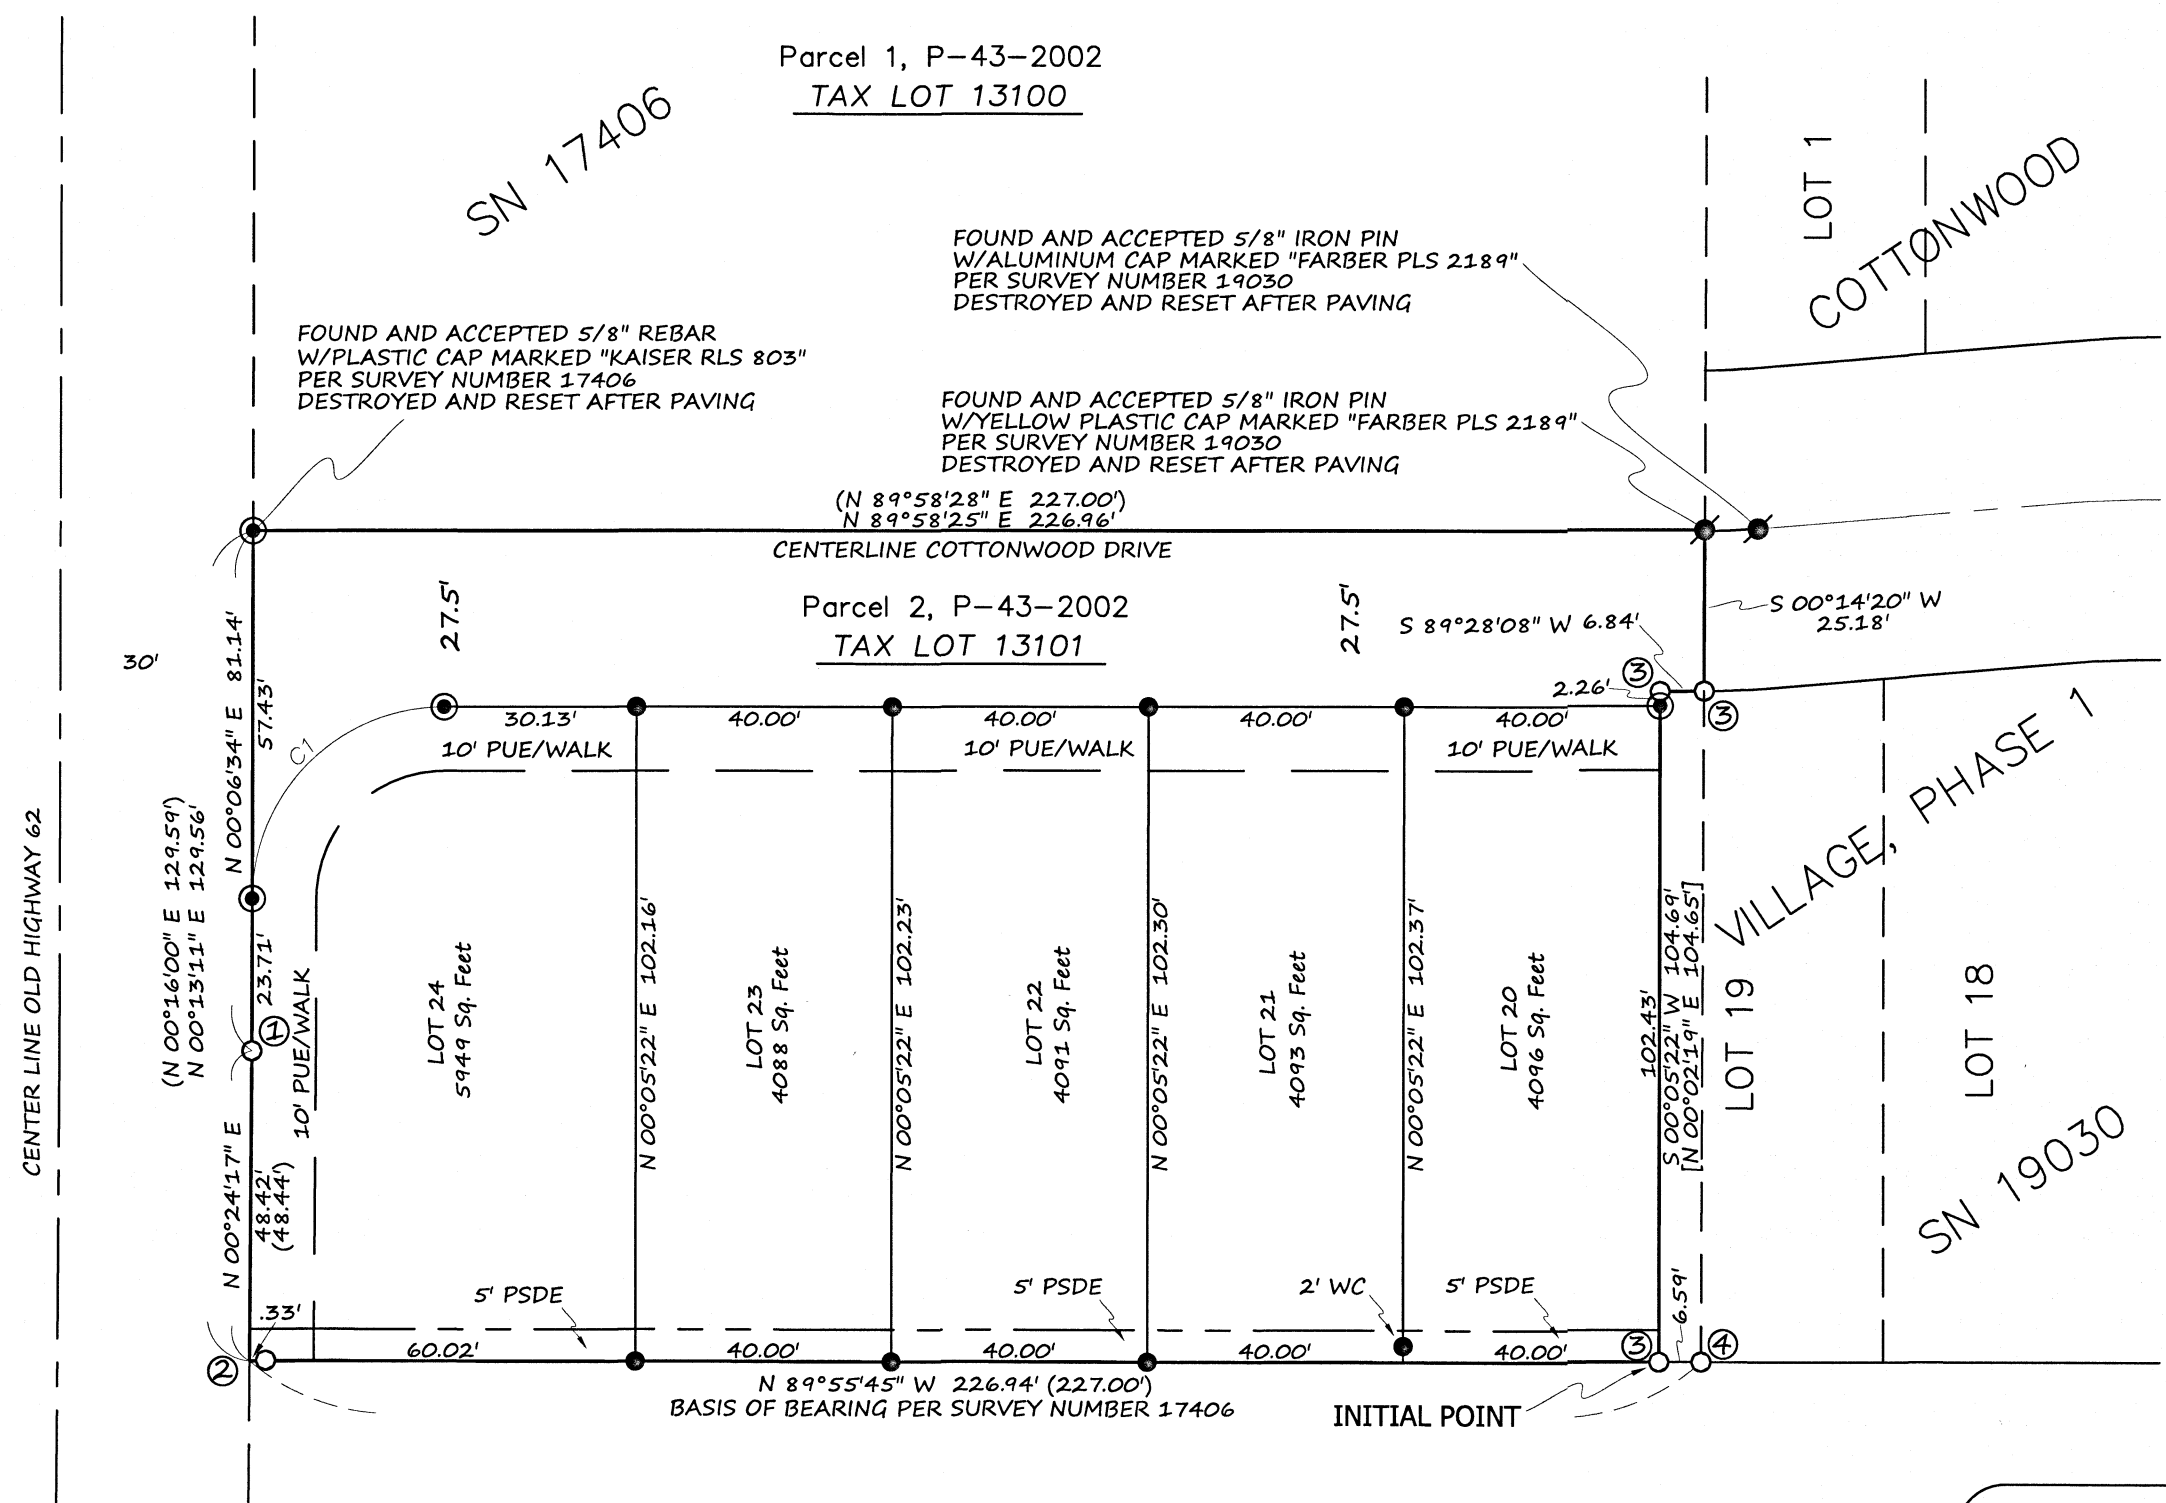 Parcel 1, P-43-2002
TAX LOT 13100
SN 17406
LOT 1
COTTONWOOD
FOUND AND ACCEPTED 5/8" IRON PIN
W/ALUMINUM CAP MARKED "FARBER PLS 2189"
PER SURVEY NUMBER 19030
DESTROYED AND RESET AFTER PAVING
FOUND AND ACCEPTED 5/8" REBAR
W/PLASTIC CAP MARKED "KAISER RLS 803"
PER SURVEY NUMBER 17406
DESTROYED AND RESET AFTER PAVING
FOUND AND ACCEPTED 5/8" IRON PIN
W/YELLOW PLASTIC CAP MARKED "FARBER PLS 2189"
PER SURVEY NUMBER 19030
DESTROYED AND RESET AFTER PAVING
(N 89°58'28" E 227.00')
N 89°58'25" E 226.96'
CENTERLINE COTTONWOOD DRIVE
27.5'
Parcel 2, P-43-2002
TAX LOT 13101
27.5'
S 89°28'08" W 6.84'
S 00°14'20" W
25.18'
30'
N 00°06'34" E 81.14'
57.43'
C1
3
2.26'
3
30.13'
40.00'
40.00'
40.00'
40.00'
10' PUE/WALK
10' PUE/WALK
10' PUE/WALK
VILLAGE, PHASE 1
CENTER LINE OLD HIGHWAY 62
(N 00°16'00" E 129.59')
N 00°13'11" E 129.56'
23.71'
1
10' PUE/WALK
LOT 24
5949 Sq. Feet
N 00°05'22" E 102.16'
LOT 23
4088 Sq. Feet
N 00°05'22" E 102.23'
LOT 22
4091 Sq. Feet
N 00°05'22" E 102.30'
LOT 21
4093 Sq. Feet
N 00°05'22" E 102.37'
LOT 20
4096 Sq. Feet
102.43'
S 00°05'22" W 104.69'
[N 00°02'19" E 104.65']
LOT 19
LOT 18
SN 19030
N 00°24'17" E
48.42'
(48.44')
.33'
5' PSDE
5' PSDE
2' WC
5' PSDE
6.59'
2
60.02'
40.00'
40.00'
40.00'
40.00'
3
4
N 89°55'45" W 226.94' (227.00')
BASIS OF BEARING PER SURVEY NUMBER 17406
INITIAL POINT